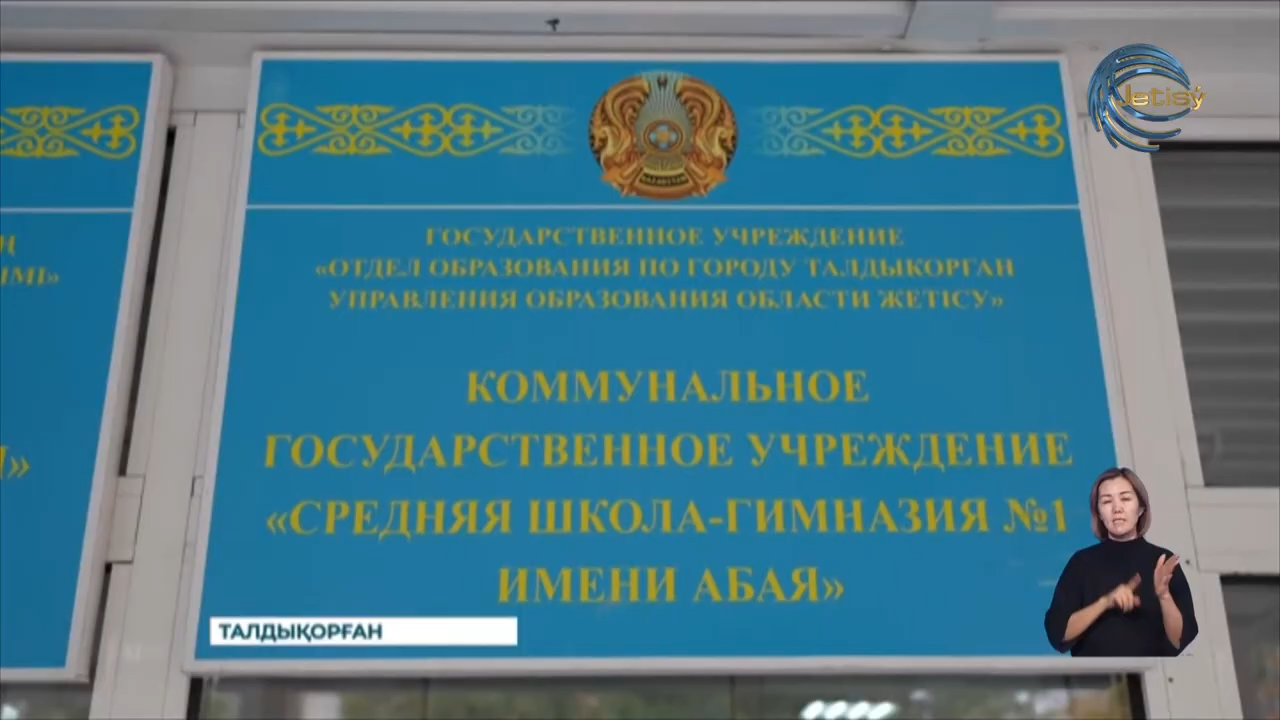 Jetisý
ГОСУДАРСТВЕННОЕ УЧРЕЖДЕНИЕ
«ОТДЕЛ ОБРАЗОВАНИЯ ПО ГОРОДУ ТАЛДЫКОРГАН
УПРАВЛЕНИЯ ОБРАЗОВАНИЯ ОБЛАСТИ ЖЕТІСУ»
КОММУНАЛЬНОЕ
ГОСУДАРСТВЕННОЕ УЧРЕЖДЕНИЕ
«СРЕДНЯЯ ШКОЛА-ГИМНАЗИЯ №1
ИМЕНИ АБАЯ»
ТАЛДЫҚОРҒАН